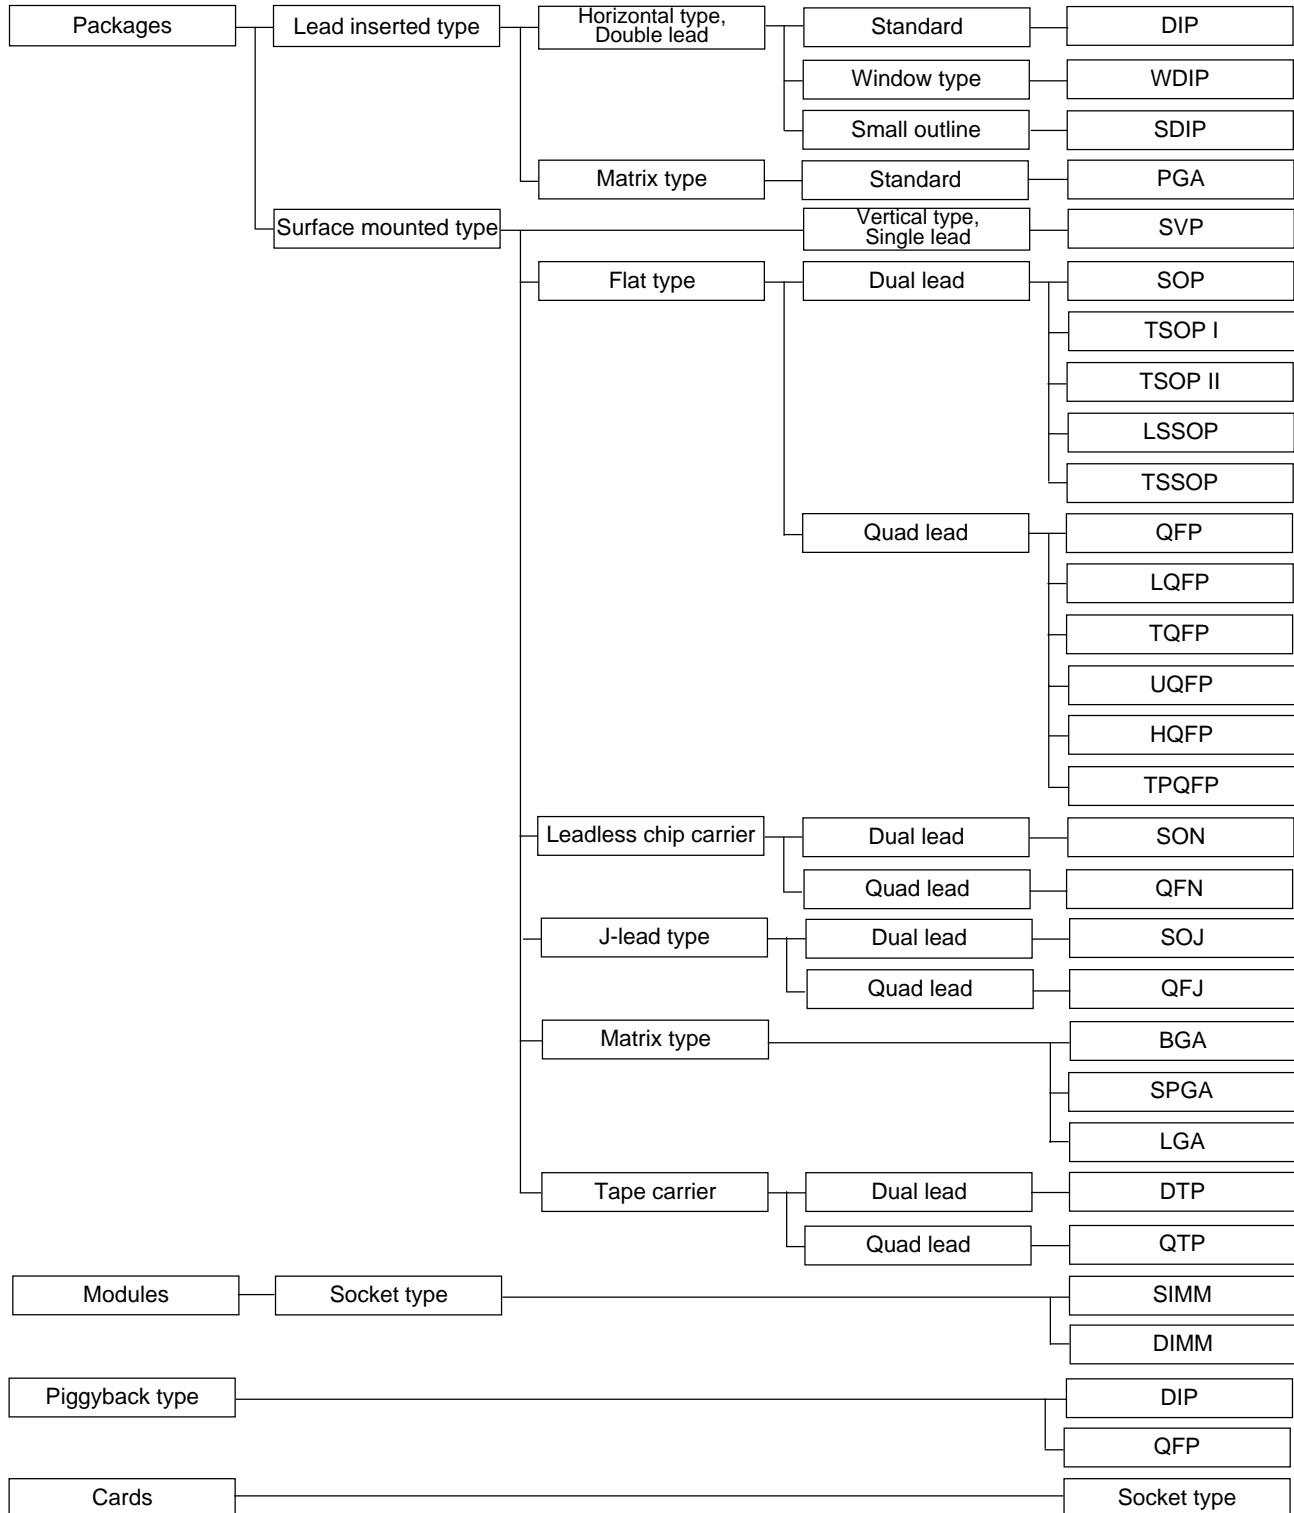 Packages
Lead inserted type
Horizontal type,
Double lead
Standard
DIP
Window type
WDIP
Small outline
SDIP
Matrix type
Standard
PGA
Surface mounted type
Vertical type,
Single lead
SVP
Flat type
Dual lead
SOP
TSOP I
TSOP II
LSSOP
TSSOP
Quad lead
QFP
LQFP
TQFP
UQFP
HQFP
TPQFP
Leadless chip carrier
Dual lead
SON
Quad lead
QFN
J-lead type
Dual lead
SOJ
Quad lead
QFJ
Matrix type
BGA
SPGA
LGA
Tape carrier
Dual lead
DTP
Quad lead
QTP
Modules
Socket type
SIMM
DIMM
Piggyback type
DIP
QFP
Cards
Socket type